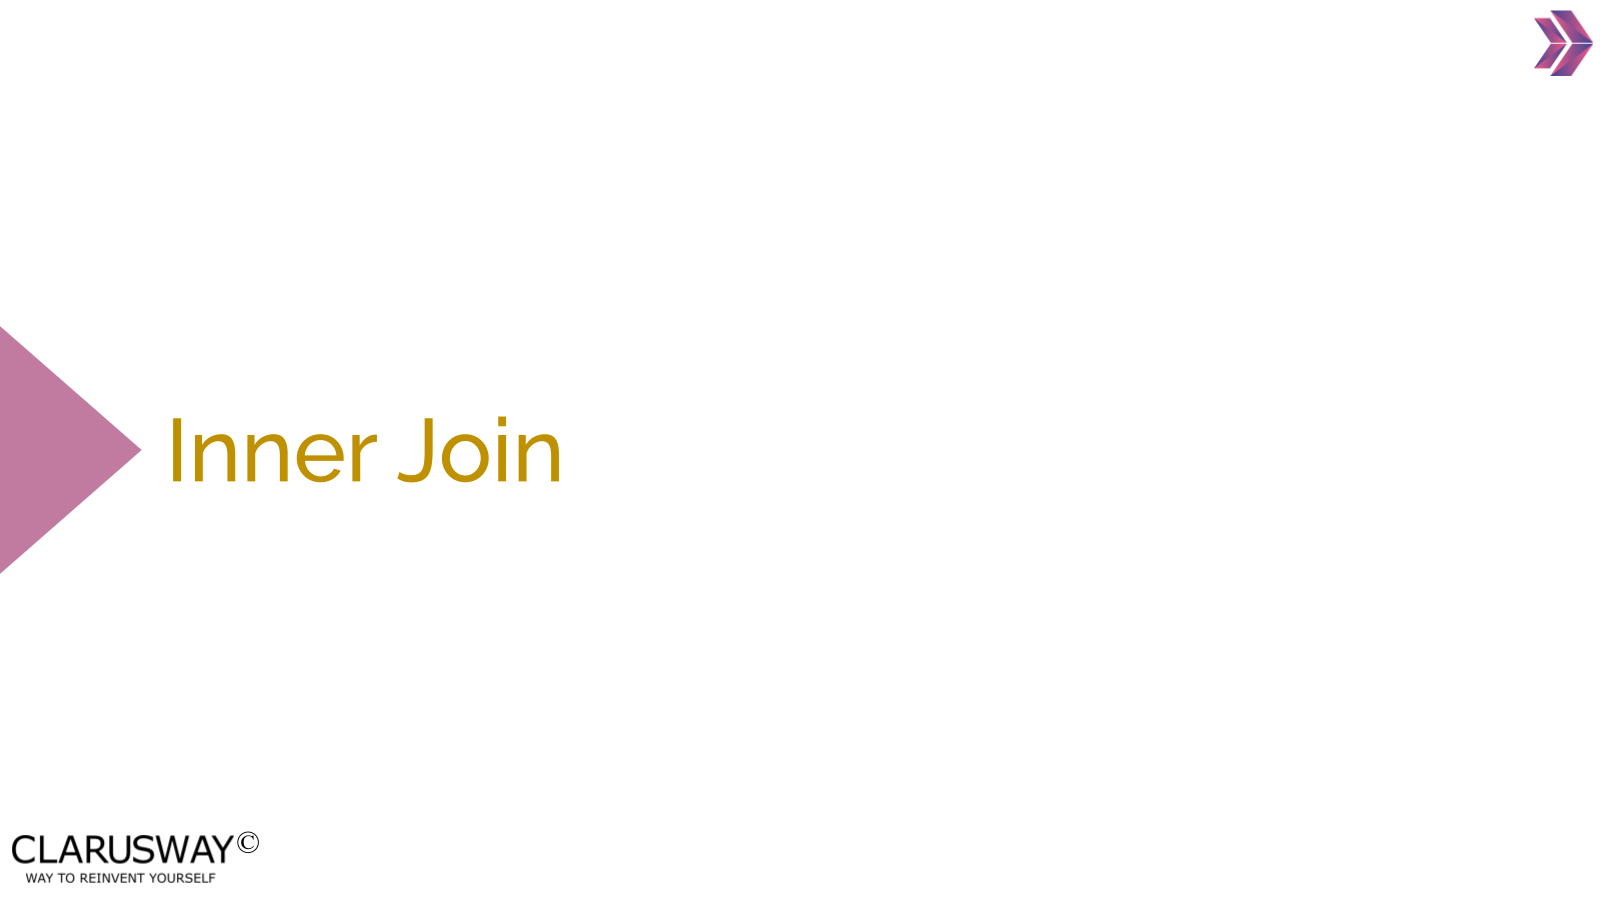 Inner Join
CLARUSWAY©
WAY TO REINVENT YOURSELF